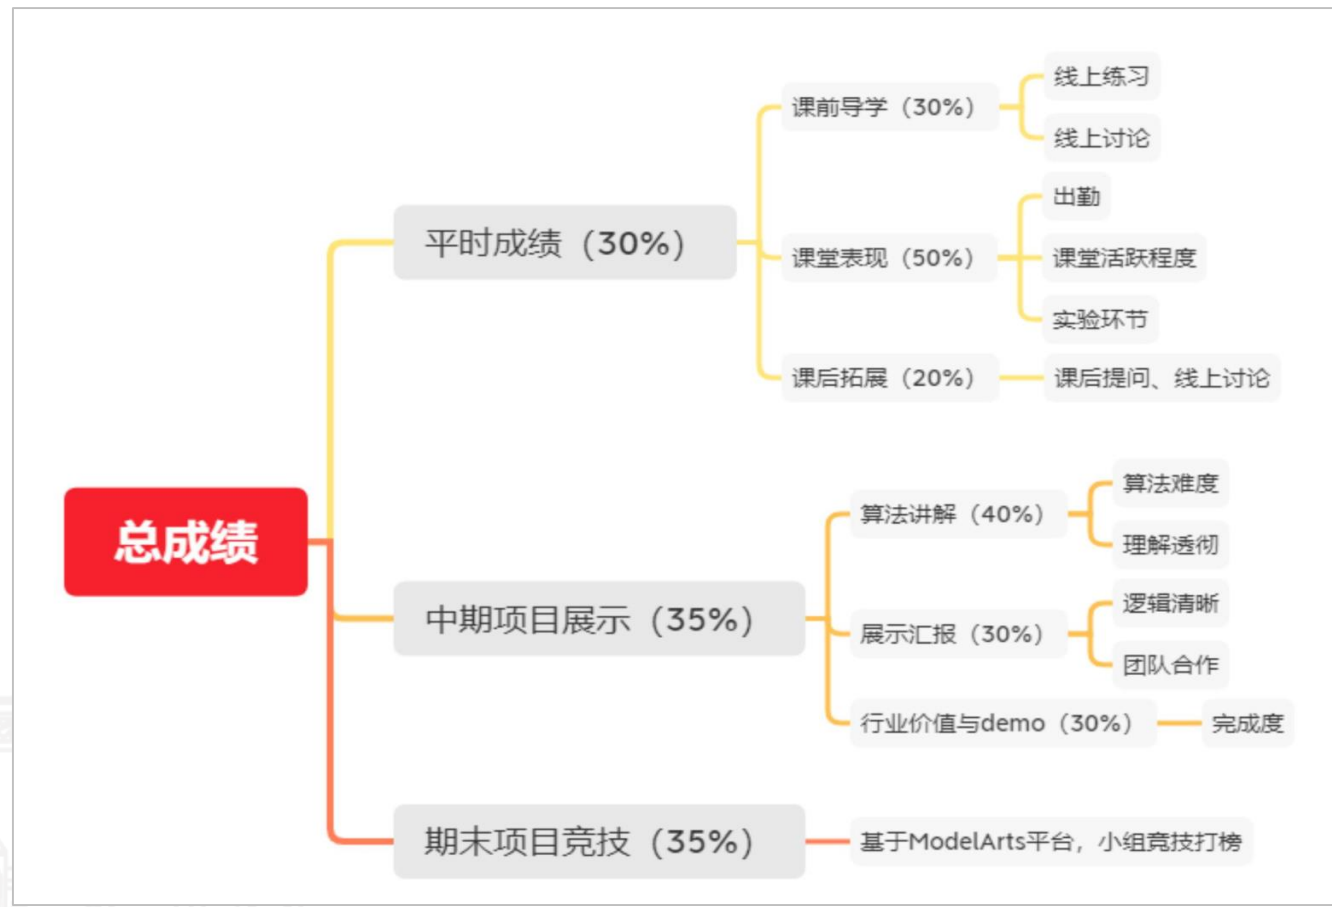 总成绩
平时成绩（30%）
课前导学（30%）
线上练习
线上讨论
课堂表现（50%）
出勤
课堂活跃程度
实验环节
课后拓展（20%）
课后提问、线上讨论
中期项目展示（35%）
算法讲解（40%）
算法难度
理解透彻
展示汇报（30%）
逻辑清晰
团队合作
行业价值与demo（30%）
完成度
期末项目竞技（35%）
基于ModelArts平台，小组竞技打榜